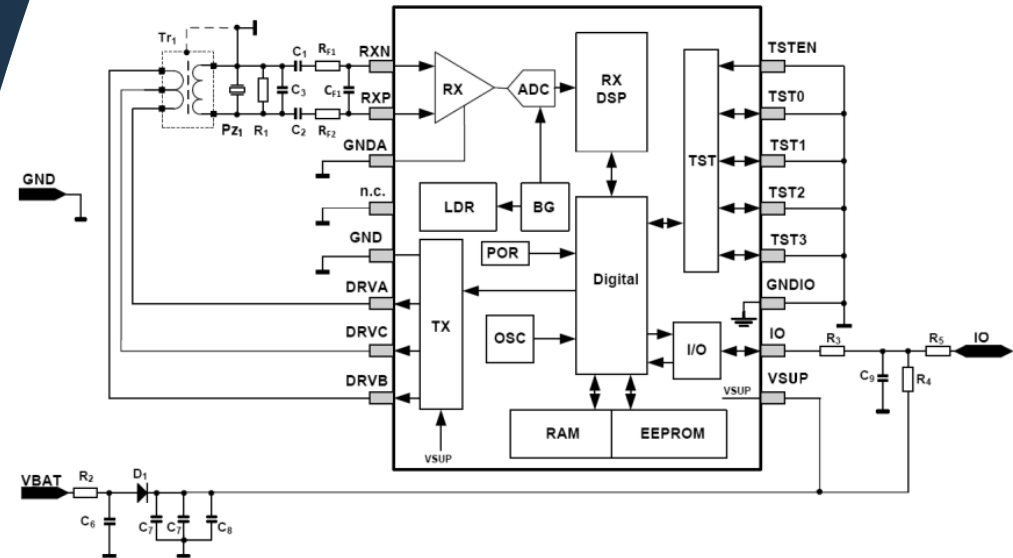 Tr1
C1
RF1
RXN
C3
CF1
RXP
Pz1
R1
C2
RF2
GNDA
n.c.
GND
DRVA
DRVC
DRVB
GND
RX
ADC
RX
DSP
TST
LDR
BG
POR
Digital
TX
OSC
I/O
RAM
EEPROM
VSUP
VSUP
TSTEN
TST0
TST1
TST2
TST3
GNDIO
IO
VSUP
R3
R5
IO
C9
R4
VBAT
R2
D1
C6
C7
C7
C8